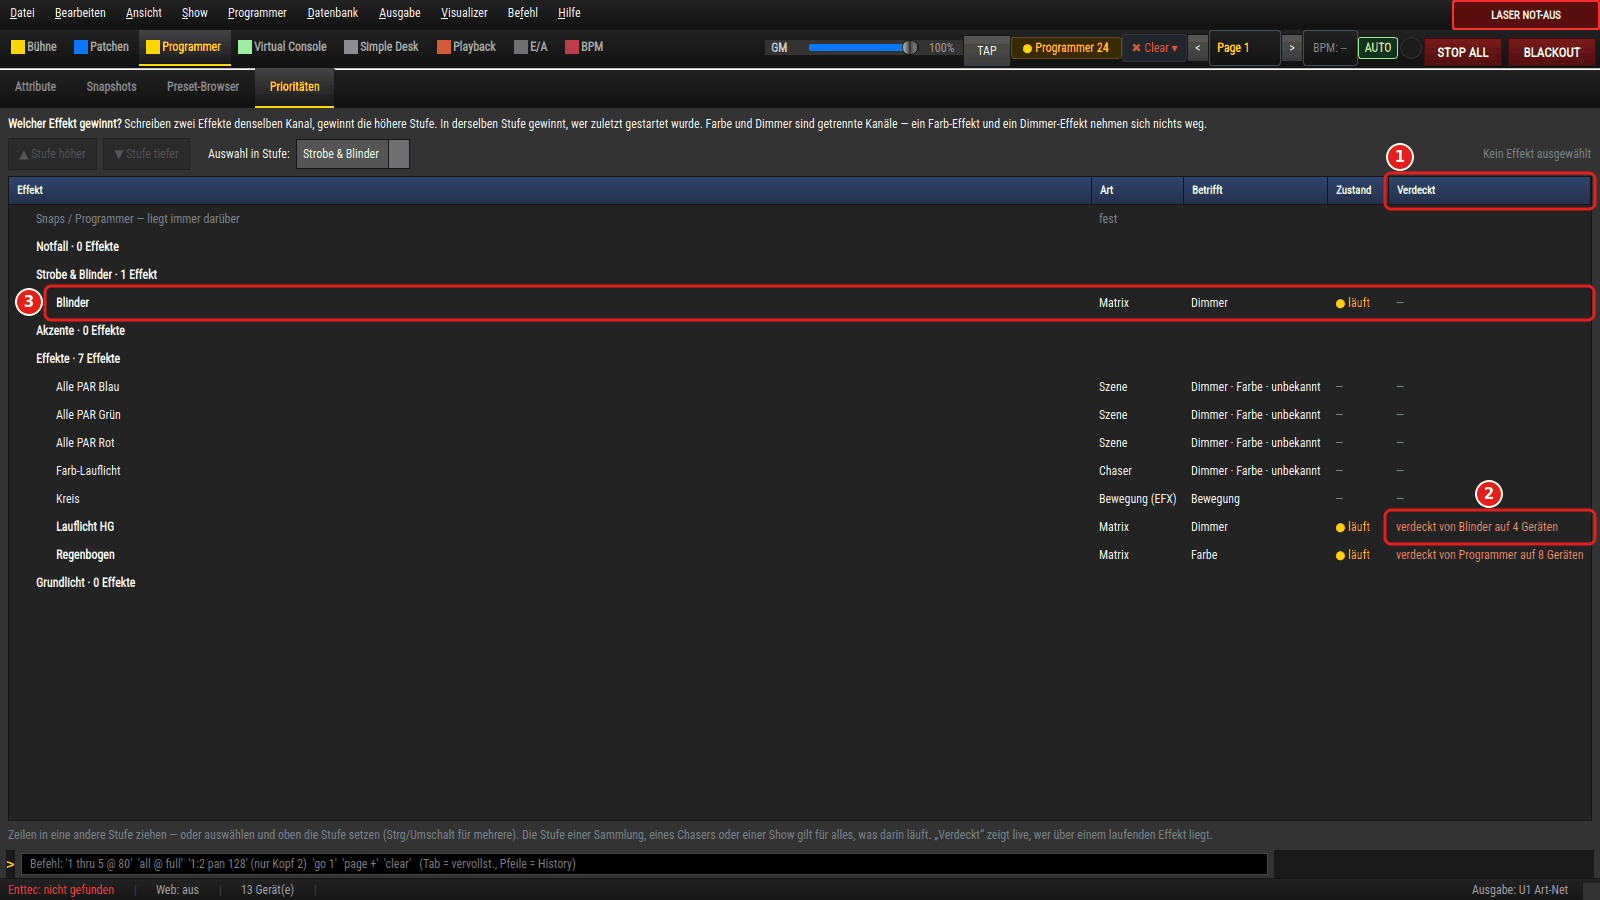 Datei Bearbeiten Ansicht Show Programmer Datenbank Ausgabe Visualizer Befehl Hilfe
LASER NOT-AUS
Bühne Patchen Programmer Virtual Console Simple Desk Playback E/A BPM
GM 100% TAP Programmer 24 ✖ Clear ▾ < Page 1 > BPM: -- AUTO STOP ALL BLACKOUT
Attribute Snapshots Preset-Browser Prioritäten
Welcher Effekt gewinnt? Schreiben zwei Effekte denselben Kanal, gewinnt die höhere Stufe. In derselben Stufe gewinnt, wer zuletzt gestartet wurde. Farbe und Dimmer sind getrennte Kanäle — ein Farb-Effekt und ein Dimmer-Effekt nehmen sich nichts weg.
▲ Stufe höher ▼ Stufe tiefer Auswahl in Stufe: Strobe & Blinder Kein Effekt ausgewählt
1
Effekt Art Betrifft Zustand Verdeckt
Snaps / Programmer — liegt immer darüber fest
Notfall · 0 Effekte
Strobe & Blinder · 1 Effekt
3 Blinder Matrix Dimmer läuft —
Akzente · 0 Effekte
Effekte · 7 Effekte
Alle PAR Blau Szene Dimmer · Farbe · unbekannt — —
Alle PAR Grün Szene Dimmer · Farbe · unbekannt — —
Alle PAR Rot Szene Dimmer · Farbe · unbekannt — —
Farb-Lauflicht Chaser Dimmer · Farbe · unbekannt — —
Kreis Bewegung (EFX) Bewegung — —
2
Lauflicht HG Matrix Dimmer läuft verdeckt von Blinder auf 4 Geräten
Regenbogen Matrix Farbe läuft verdeckt von Programmer auf 8 Geräten
Grundlicht · 0 Effekte
Zeilen in eine andere Stufe ziehen — oder auswählen und oben die Stufe setzen (Strg/Umschalt für mehrere). Die Stufe einer Sammlung, eines Chasers oder einer Show gilt für alles, was darin läuft. „Verdeckt“ zeigt live, wer über einem laufenden Effekt liegt.
> Befehl: '1 thru 5 @ 80' 'all @ full' '1:2 pan 128' (nur Kopf 2) 'go 1' 'page +' 'clear' (Tab = vervollst., Pfeile = History)
Enttec: nicht gefunden | Web: aus | 13 Gerät(e) | Ausgabe: U1 Art-Net